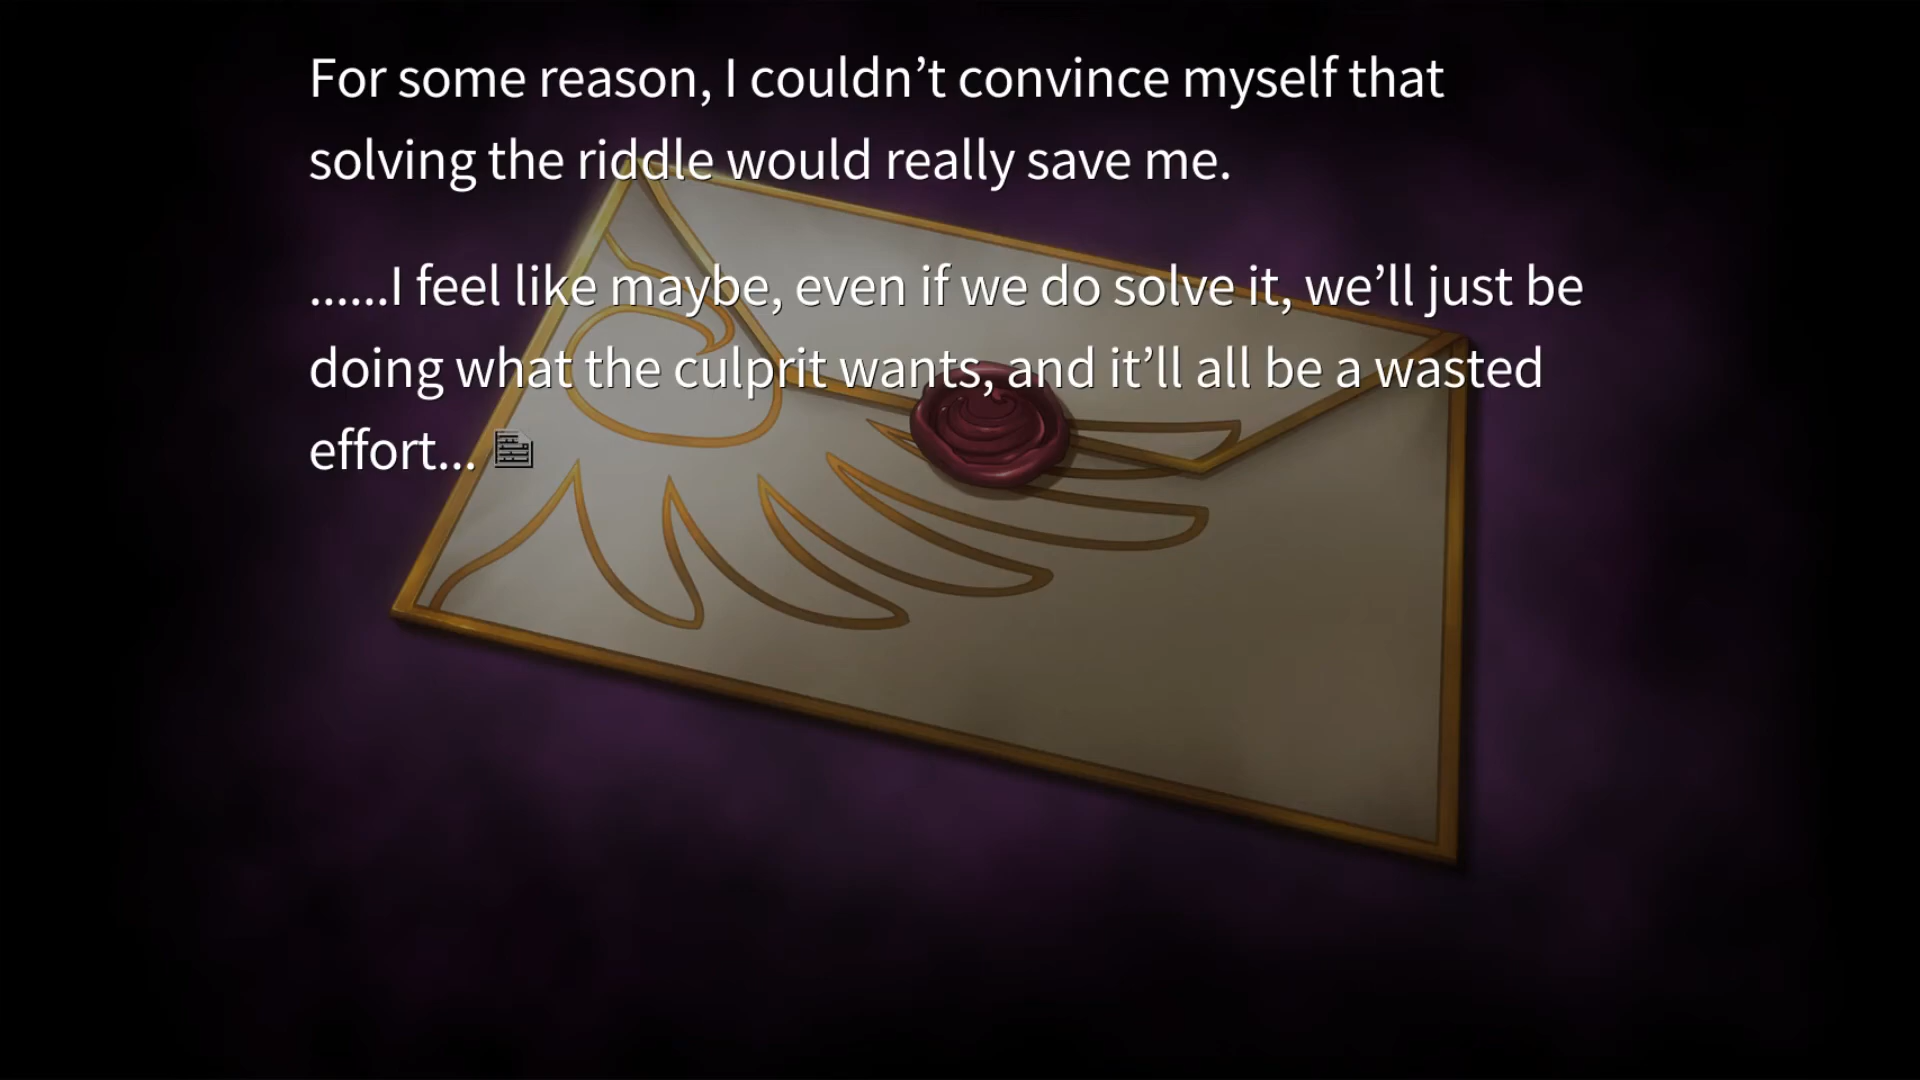 For some reason, I couldn’t convince myself that
solving the riddle would really save me.
......I feel like maybe, even if we do solve it, we’ll just be
doing what the culprit wants, and it’ll all be a wasted
effort...